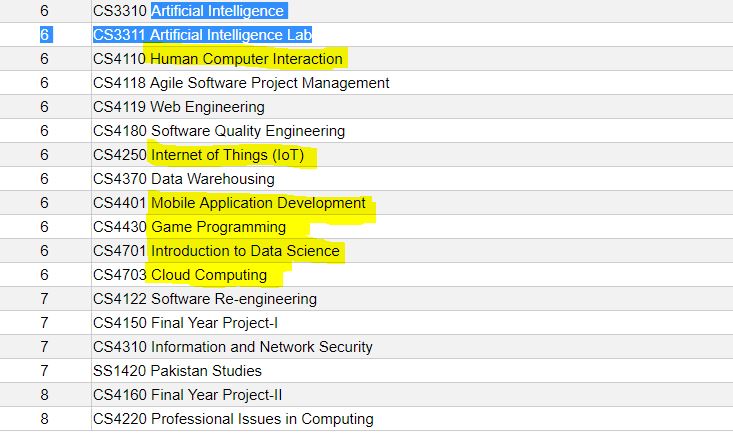 6 CS3310 Artificial Intelligence
6 CS3311 Artificial Intelligence Lab
6 CS4110 Human Computer Interaction
6 CS4118 Agile Software Project Management
6 CS4119 Web Engineering
6 CS4180 Software Quality Engineering
6 CS4250 Internet of Things (IoT)
6 CS4370 Data Warehousing
6 CS4401 Mobile Application Development
6 CS4430 Game Programming
6 CS4701 Introduction to Data Science
6 CS4703 Cloud Computing
7 CS4122 Software Re-engineering
7 CS4150 Final Year Project-I
7 CS4310 Information and Network Security
7 SS1420 Pakistan Studies
8 CS4160 Final Year Project-II
8 CS4220 Professional Issues in Computing